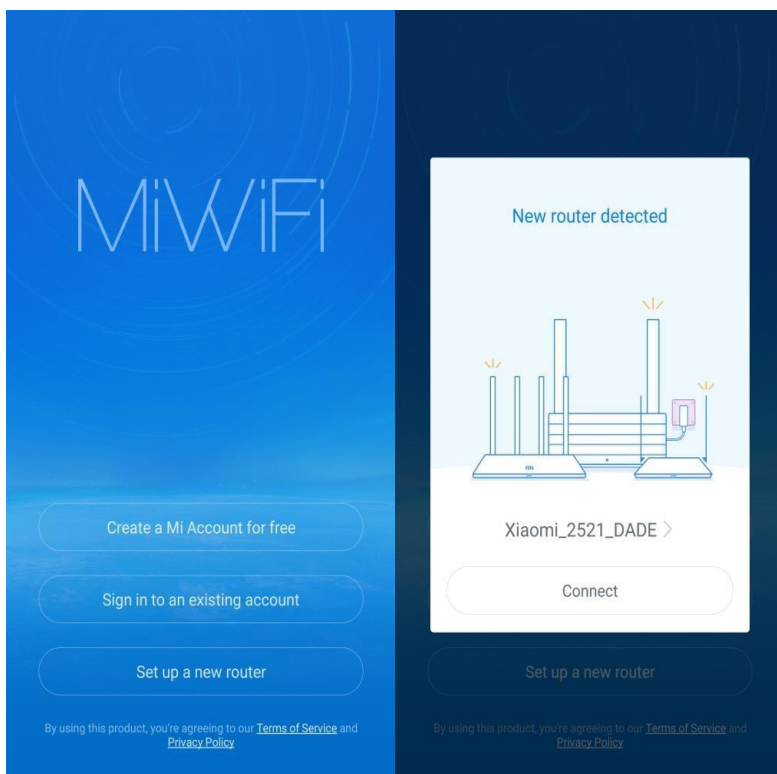 MiWiFi
Create a Mi Account for free
Sign in to an existing account
Set up a new router
By using this product, you're agreeing to our Terms of Service and
Privacy Policy
New router detected
MI
Xiaomi_2521_DADE >
Connect
Set up a new router
By using this product, you're agreeing to our Terms of Service and
Privacy Policy